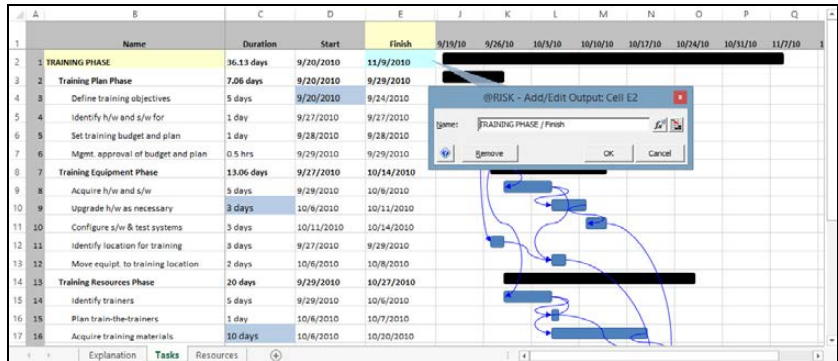 A B C D E J K L M N O P Q
1 Name Duration Start Finish 9/19/10 9/26/10 10/3/10 10/10/10 10/17/10 10/24/10 10/31/10 11/7/10 1
2 1 TRAINING PHASE 36.13 days 9/20/2010 11/9/2010
3 2 Training Plan Phase 7.06 days 9/20/2010 9/29/2010
4 3 Define training objectives 5 days 9/20/2010 9/24/2010
5 4 Identify h/w and s/w for 1 day 9/27/2010 9/27/2010
6 5 Set training budget and plan 1 day 9/28/2010 9/28/2010
7 6 Mgmt. approval of budget and plan 0.5 hrs 9/29/2010 9/29/2010
8 7 Training Equipment Phase 13.06 days 9/27/2010 10/14/2010
9 8 Acquire h/w and s/w 5 days 9/29/2010 10/6/2010
10 9 Upgrade h/w as necessary 3 days 10/6/2010 10/11/2010
11 10 Configure s/w & test systems 3 days 10/11/2010 10/14/2010
12 11 Identify location for training 3 days 9/27/2010 9/29/2010
13 12 Move equipt. to training location 2 days 10/6/2010 10/8/2010
14 13 Training Resources Phase 20 days 9/29/2010 10/27/2010
15 14 Identify trainers 5 days 9/29/2010 10/6/2010
16 15 Plan train-the-trainers 1 day 10/6/2010 10/7/2010
17 16 Acquire training materials 10 days 10/6/2010 10/20/2010
@RISK - Add/Edit Output: Cell E2
Name: TRAINING PHASE / Finish
Remove OK Cancel
Explanation Tasks Resources